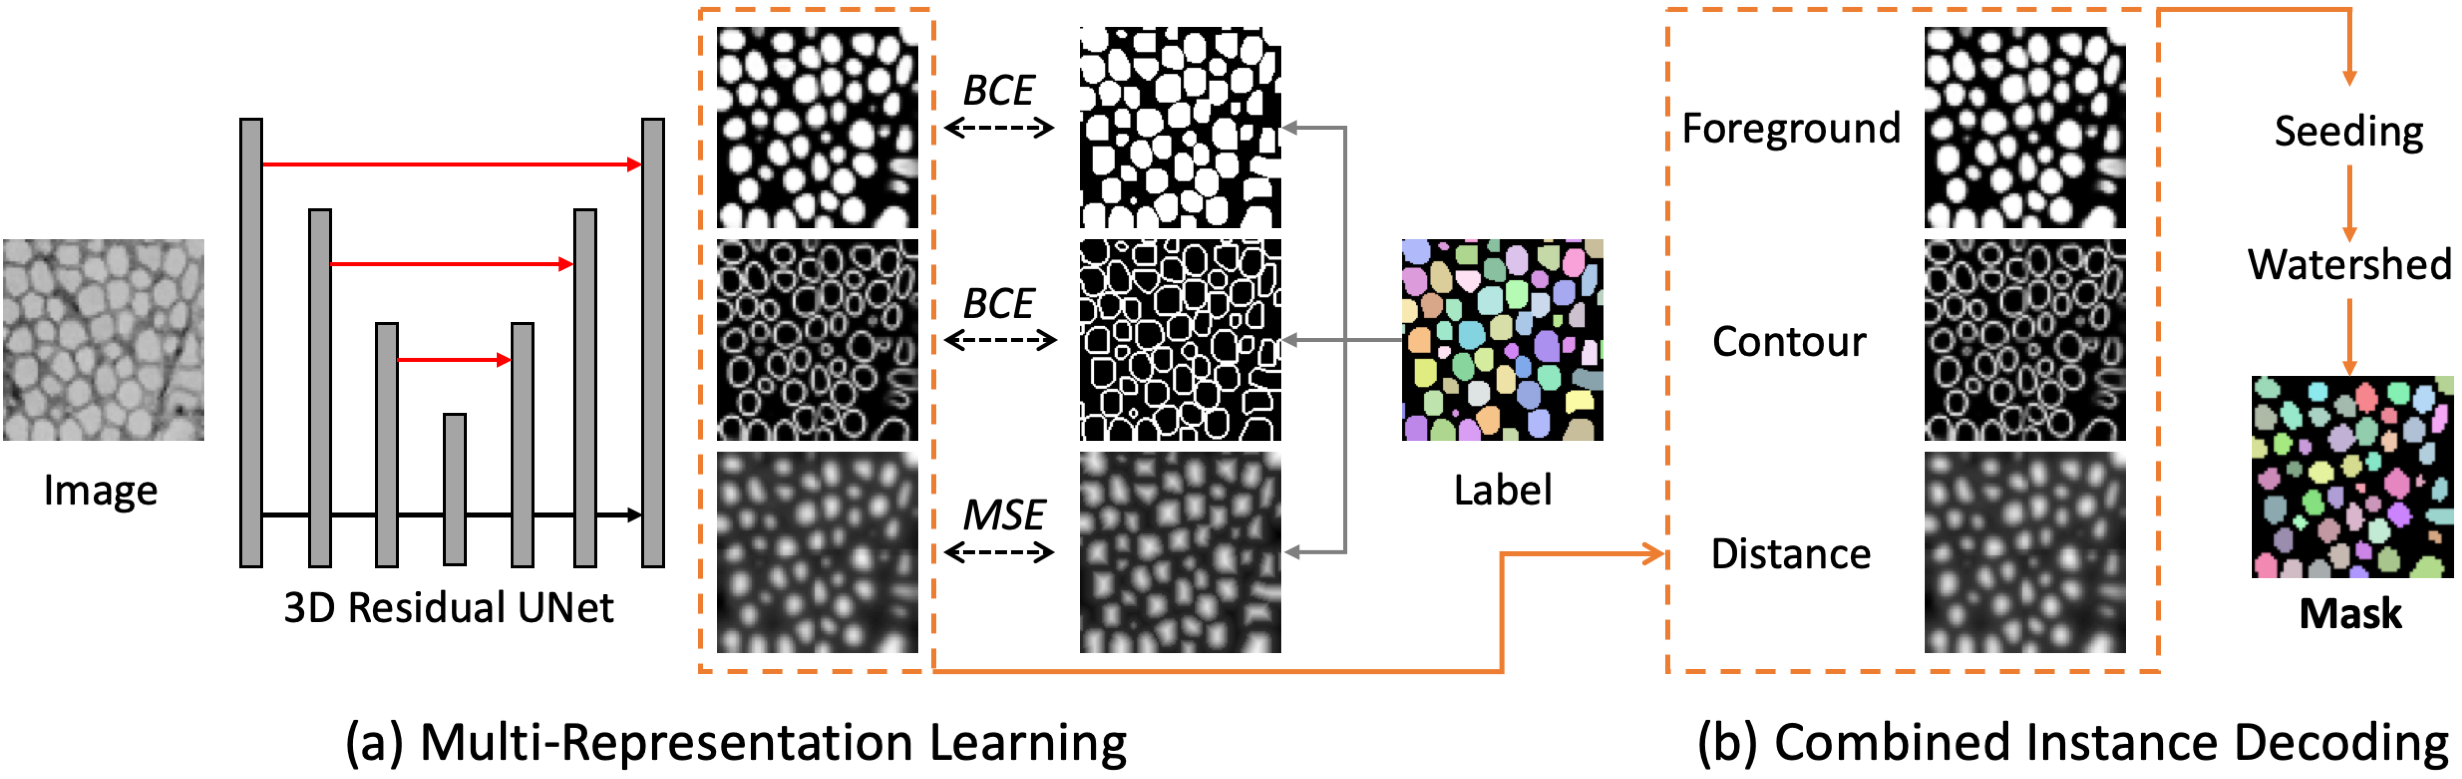 Image
3D Residual UNet
BCE
BCE
MSE
Label
(a) Multi-Representation Learning
Foreground
Contour
Distance
Seeding
Watershed
Mask
(b) Combined Instance Decoding